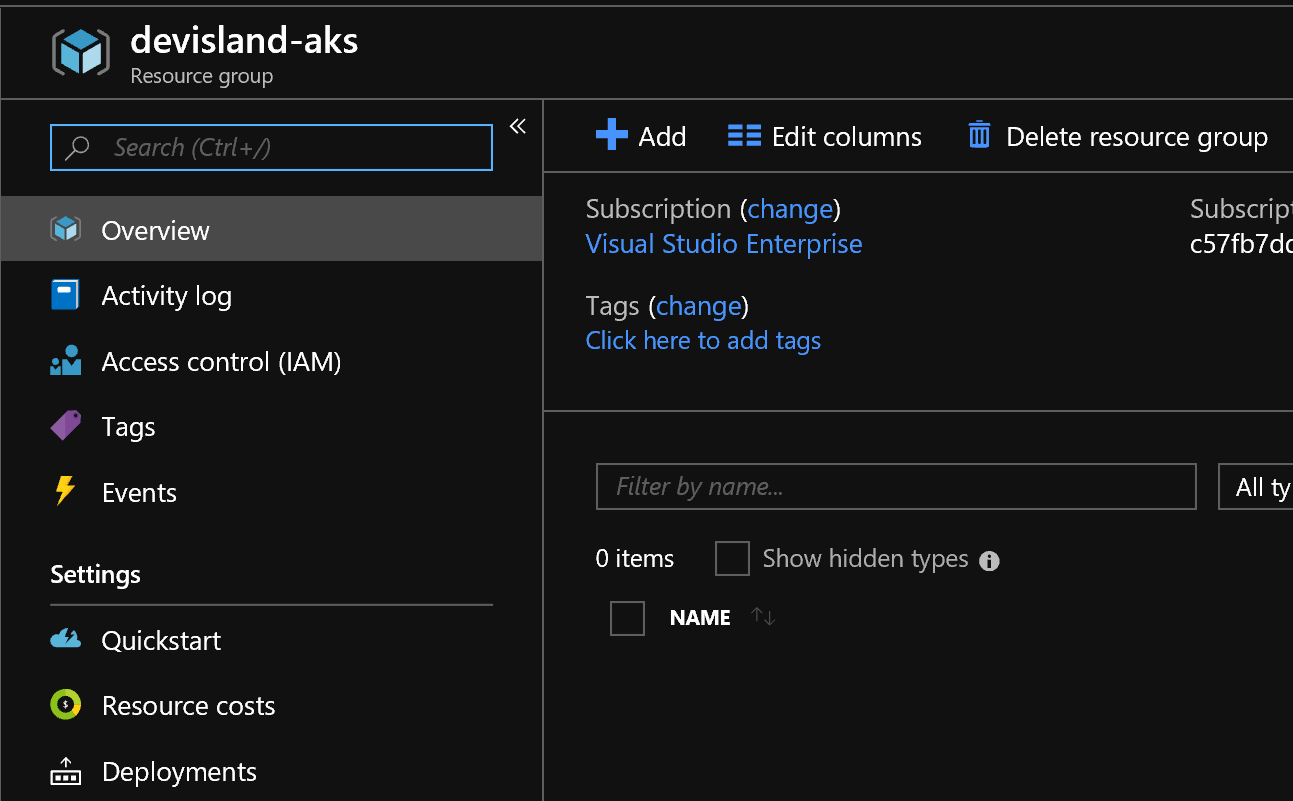 devisland-aks
Resource group
Search (Ctrl+/)
Overview
Activity log
Access control (IAM)
Tags
Events
Settings
Quickstart
Resource costs
Deployments
Add Edit columns Delete resource group
Subscription (change)
Visual Studio Enterprise
Tags (change)
Click here to add tags
Subscript
c57fb7dc
Filter by name...
All ty
0 items Show hidden types
NAME